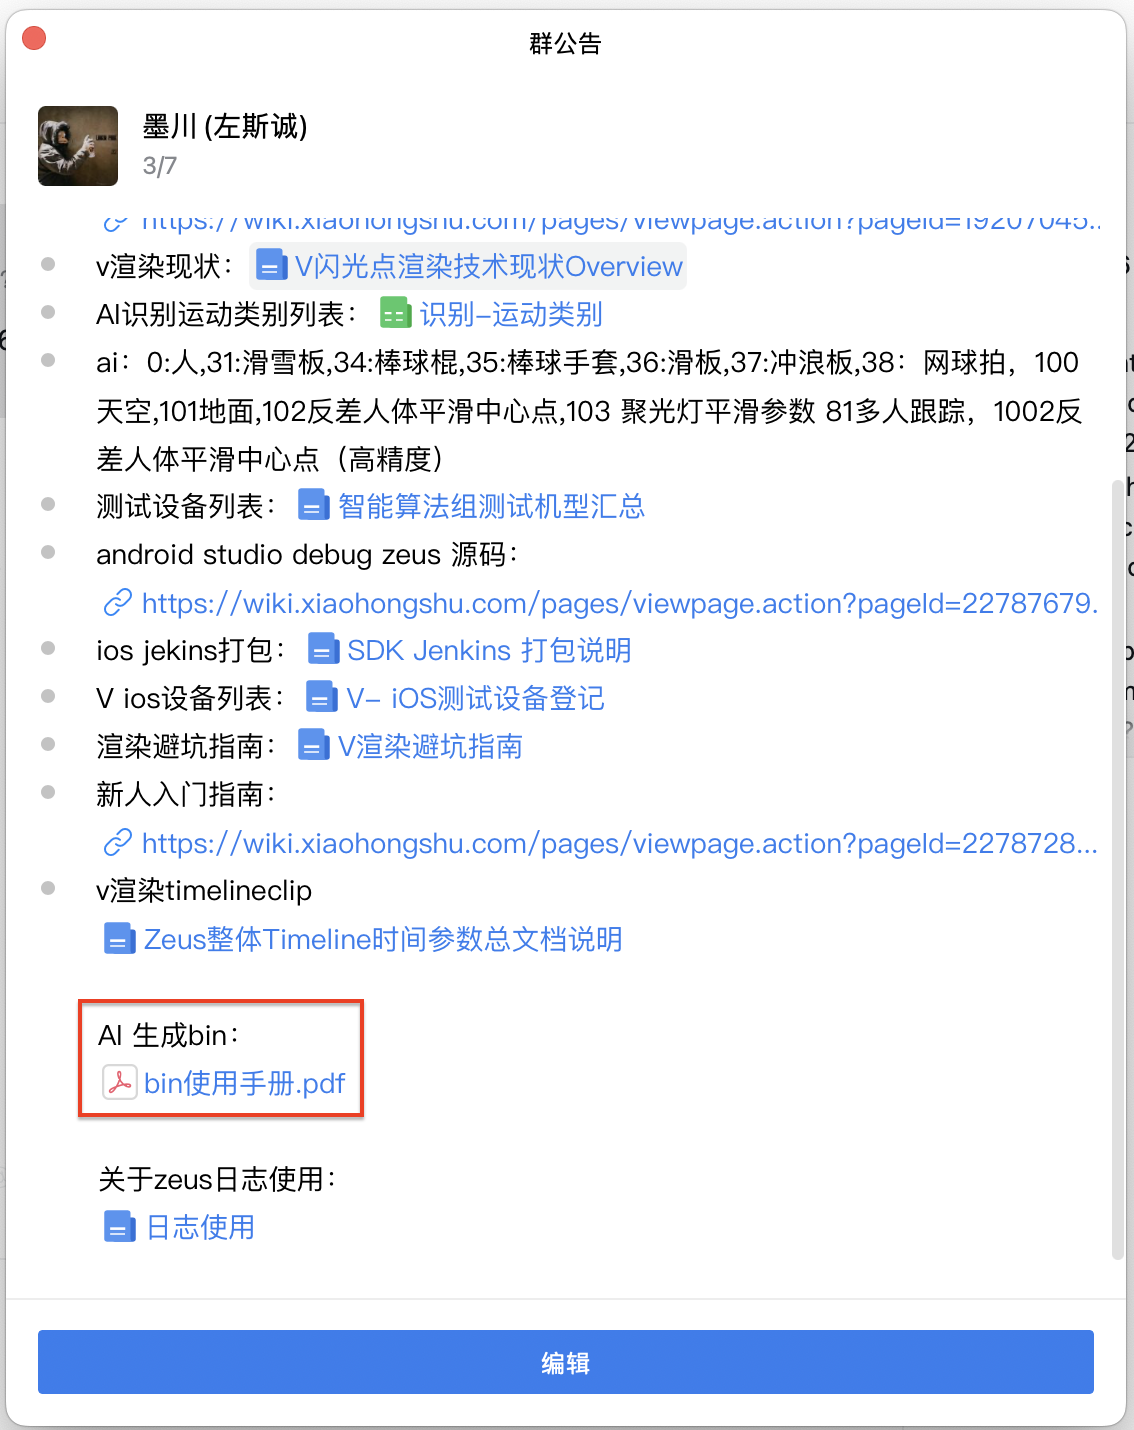 群公告
墨川 (左斯诚)
3/7
https://wiki.xiaohongshu.com/pages/viewpage.action?pageId=19207045...
v渲染现状： V闪光点渲染技术现状Overview
AI识别运动类别列表： 识别-运动类别
ai：0:人,31:滑雪板,34:棒球棍,35:棒球手套,36:滑板,37:冲浪板,38：网球拍，100
天空,101地面,102反差人体平滑中心点,103 聚光灯平滑参数 81多人跟踪，1002反
差人体平滑中心点（高精度）
测试设备列表： 智能算法组测试机型汇总
android studio debug zeus 源码：
https://wiki.xiaohongshu.com/pages/viewpage.action?pageId=22787679.
ios jekins打包： SDK Jenkins 打包说明
V ios设备列表： V- iOS测试设备登记
渲染避坑指南： V渲染避坑指南
新人入门指南：
https://wiki.xiaohongshu.com/pages/viewpage.action?pageId=2278728...
v渲染timelineclip
Zeus整体Timeline时间参数总文档说明
AI 生成bin：
bin使用手册.pdf
关于zeus日志使用：
日志使用
编辑